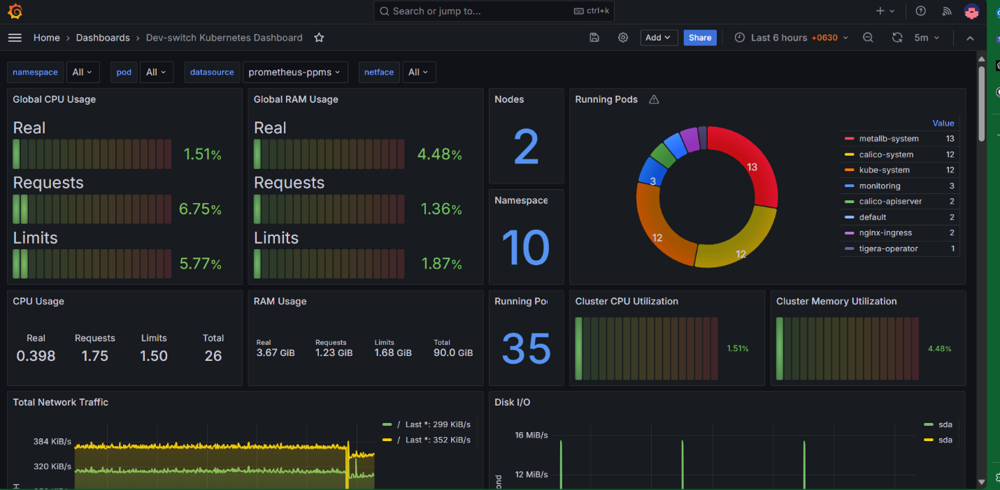 Search or jump to... ctrl+k
Home › Dashboards › Dev-switch Kubernetes Dashboard
Add
Share
Last 6 hours +0630
5m
namespace All pod All datasource prometheus-ppms netface All
Global CPU Usage
Real
1.51%
Requests
6.75%
Limits
5.77%
Global RAM Usage
Real
4.48%
Requests
1.36%
Limits
1.87%
Nodes
2
Namespace
10
Running Pods
13
12
12
3
Value
metallb-system 13
calico-system 12
kube-system 12
monitoring 3
calico-apiserver 2
default 2
nginx-ingress 2
tigera-operator 1
CPU Usage
Real Requests Limits Total
0.398 1.75 1.50 26
RAM Usage
Real Requests Limits Total
3.67 GiB 1.23 GiB 1.68 GiB 90.0 GiB
Running Po
35
Cluster CPU Utilization
1.51%
Cluster Memory Utilization
4.48%
Total Network Traffic
384 KiB/s
320 KiB/s
/ Last *: 299 KiB/s
/ Last *: 352 KiB/s
Disk I/O
16 MiB/s
12 MiB/s
ond
sda
sda